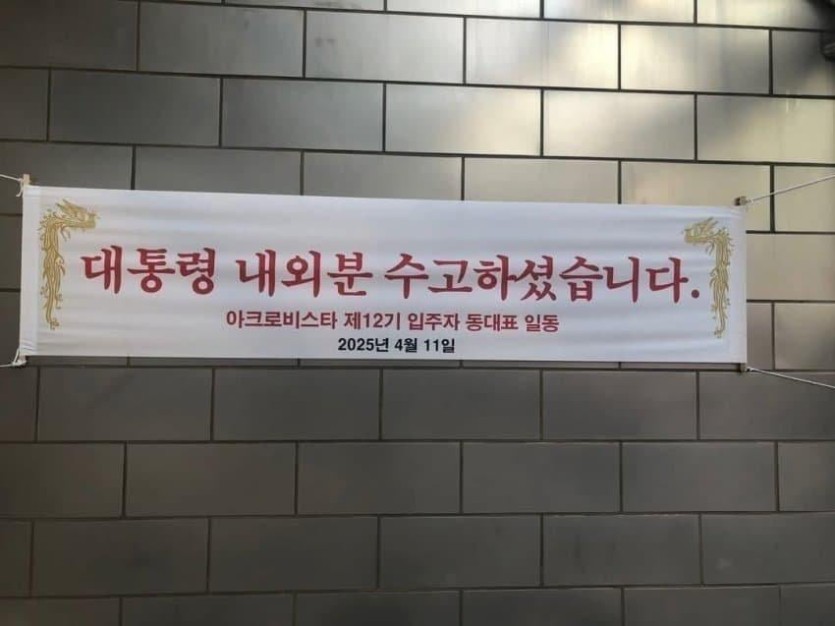 대통령 내외분 수고하셨습니다.
아크로비스타 제12기 입주자 동대표 일동
2025년 4월 11일